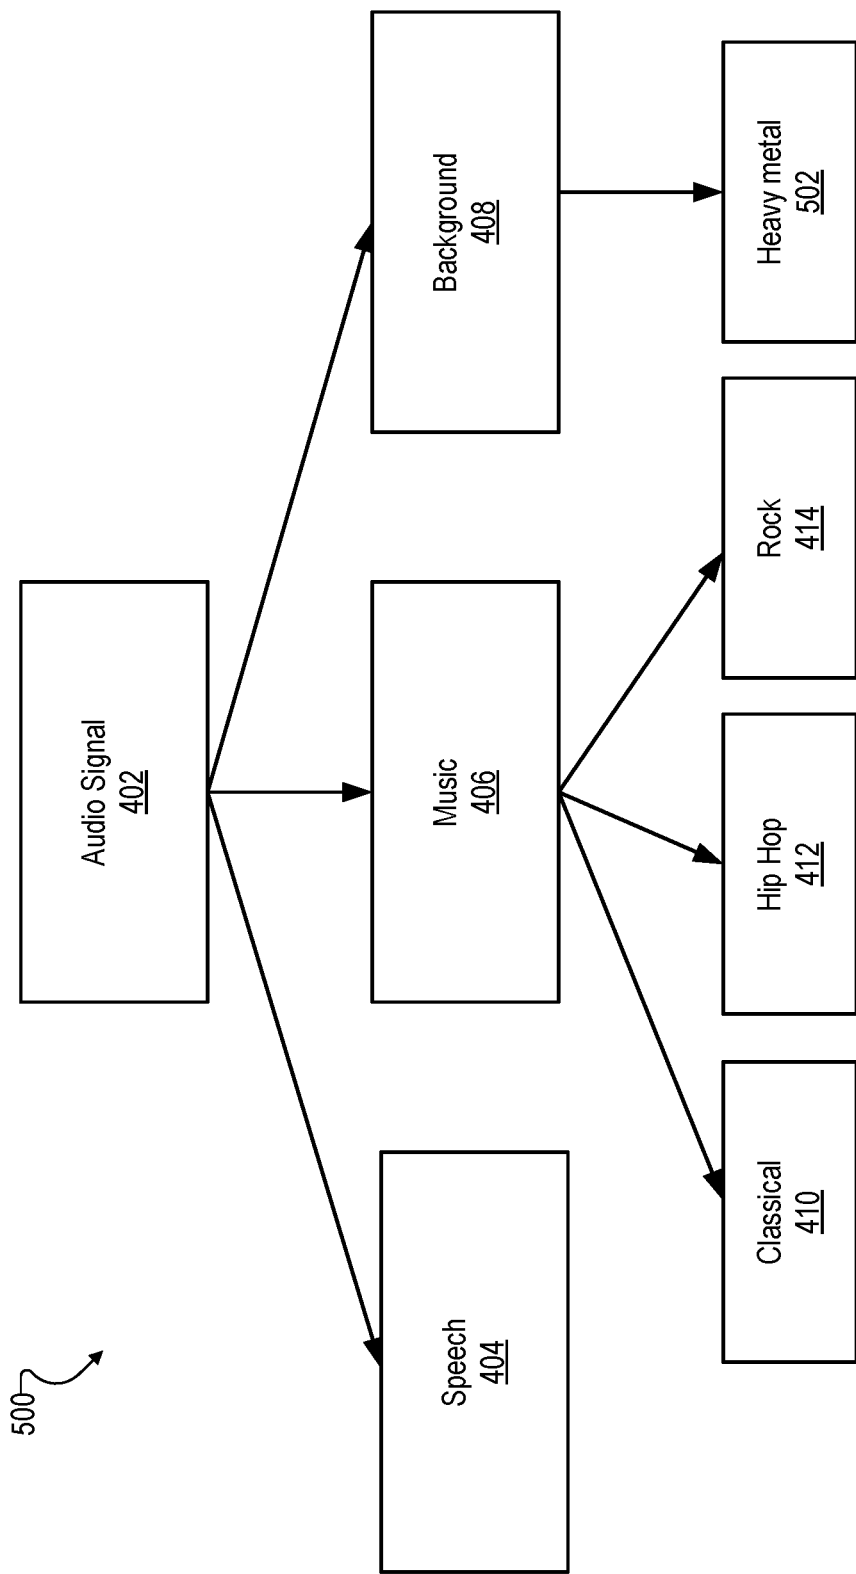 500
Audio Signal
402
Speech
404
Music
406
Background
408
Classical
410
Hip Hop
412
Rock
414
Heavy metal
502